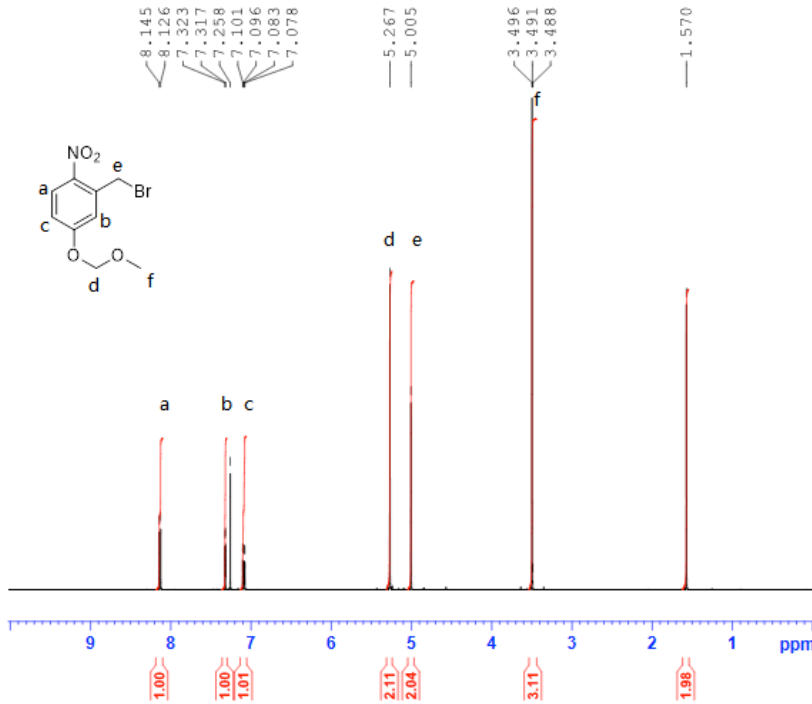 8.145
8.126
7.323
7.317
7.258
7.101
7.096
7.083
7.078
5.267
5.005
3.496
3.491
3.488
1.570
f
NO2
e
a
Br
b
c
O
O
d
f
d e
a b c
9 8 7 6 5 4 3 2 1 ppm
1.00
1.00
1.01
2.11
2.04
3.11
1.98